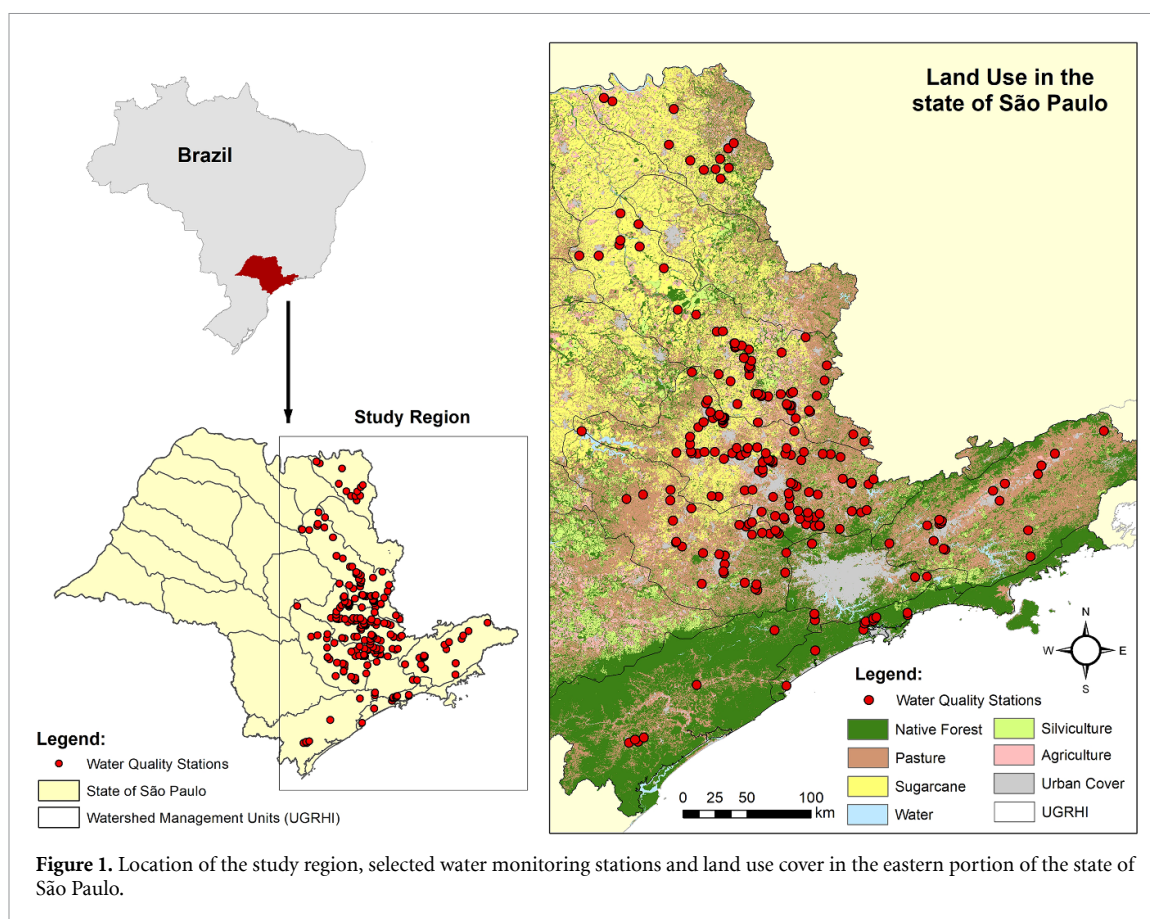 Brazil
Study Region
Legend:
Water Quality Stations
State of São Paulo
Watershed Management Units (UGRHI)
Land Use in the
state of São Paulo
N
W
E
S
Legend:
Water Quality Stations
Native Forest
Pasture
Sugarcane
Water
Silviculture
Agriculture
Urban Cover
UGRHI
0 25 50 100
km
Figure 1. Location of the study region, selected water monitoring stations and land use cover in the eastern portion of the state of
São Paulo.